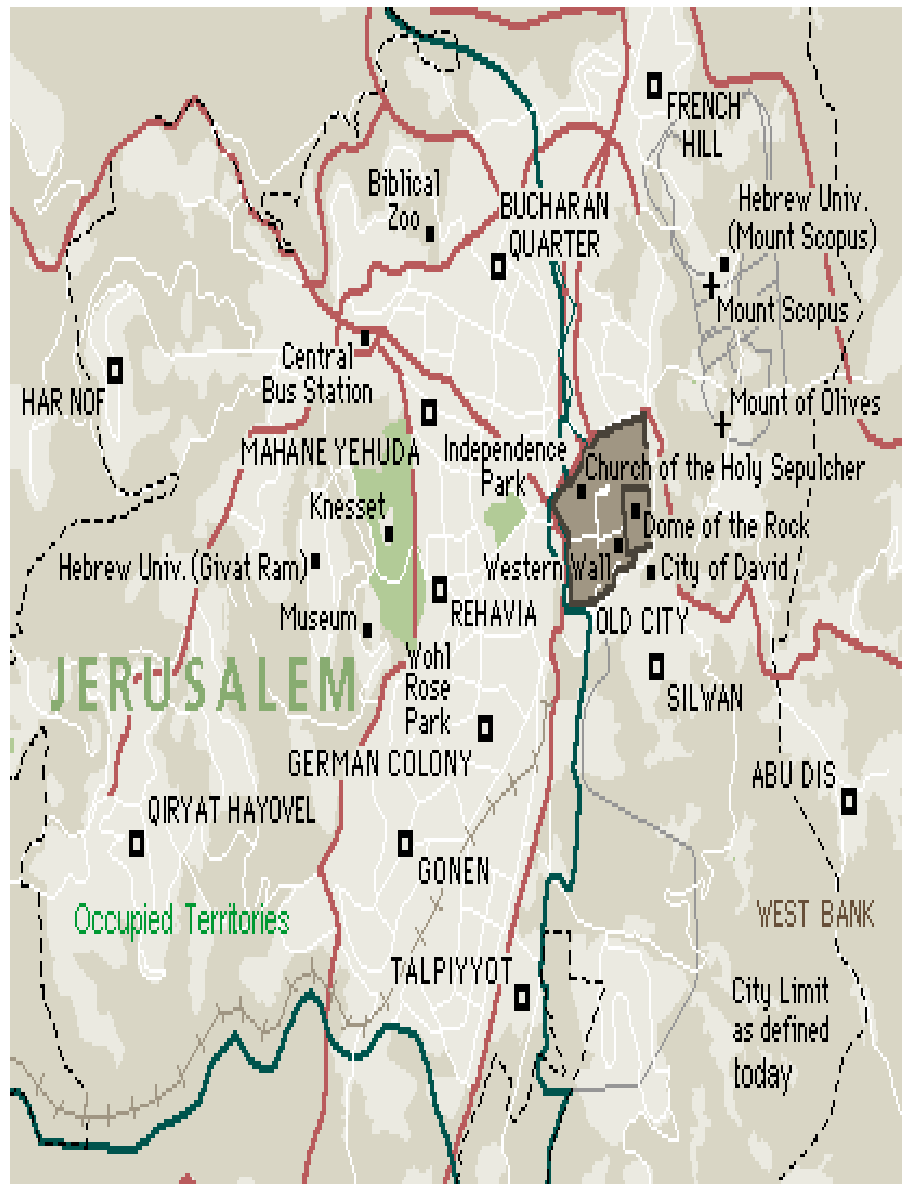 FRENCH
HILL
Biblical
Zoo
BUCHARAN
QUARTER
Hebrew Univ.
(Mount Scopus)
Mount Scopus
Central
Bus Station
HAR NOF
Mount of Olives
MAHANE YEHUDA
Independence
Park
Church of the Holy Sepulcher
Knesset
Dome of the Rock
Hebrew Univ. (Givat Ram)
Western Wall
City of David
Museum
REHAVIA
OLD CITY
JERUSALEM
Wohl
Rose
Park
SILWAN
GERMAN COLONY
ABU DIS
QIRYAT HAYOVEL
GONEN
Occupied Territories
WEST BANK
TALPIYYOT
City Limit
as defined
today